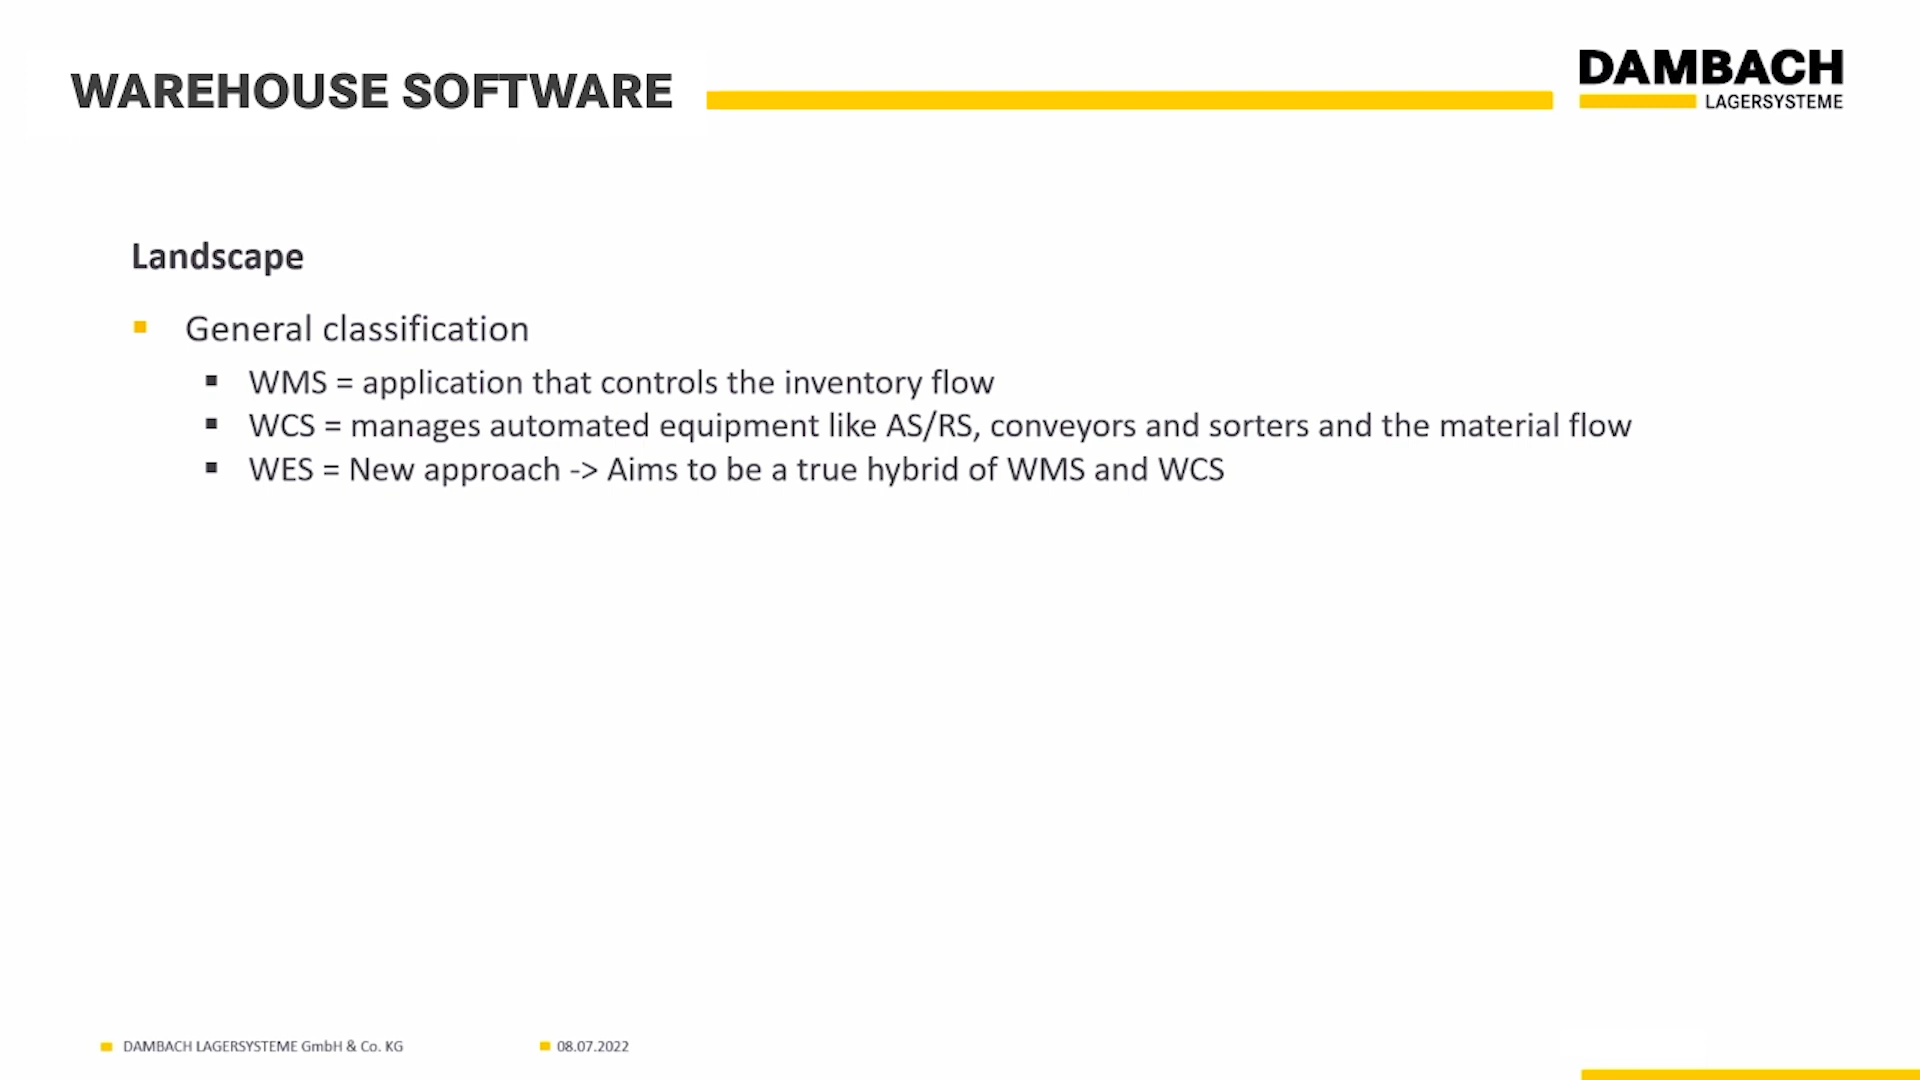 WAREHOUSE SOFTWARE
DAMBACH
LAGERSYSTEME
Landscape
General classification
WMS = application that controls the inventory flow
WCS = manages automated equipment like AS/RS, conveyors and sorters and the material flow
WES = New approach -> Aims to be a true hybrid of WMS and WCS
DAMBACH LAGERSYSTEME GmbH & Co. KG
08.07.2022